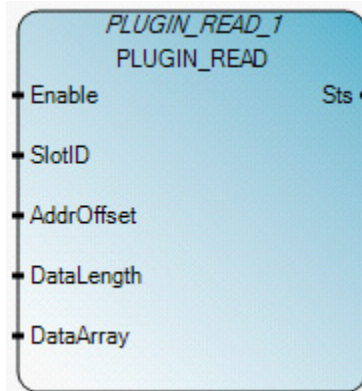 PLUGIN_READ_1
PLUGIN_READ
Enable Sts
SlotID
AddrOffset
DataLength
DataArray